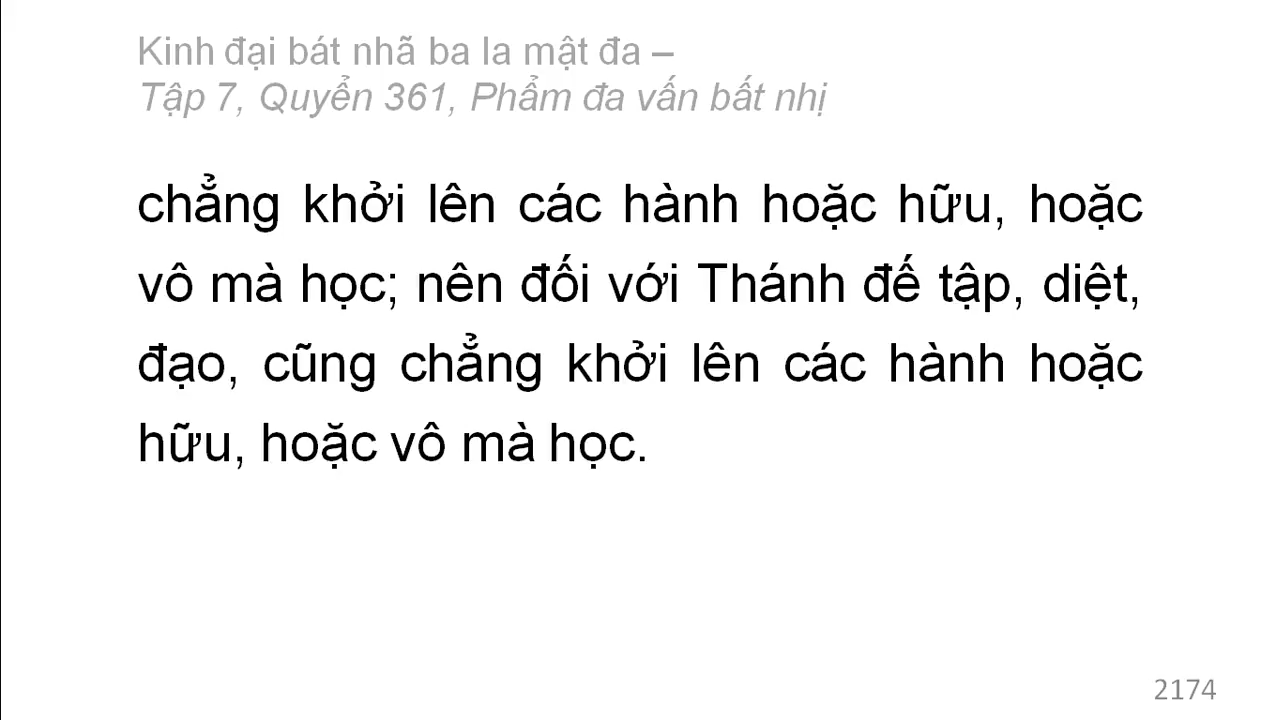 Kinh đại bát nhã ba la mật đa –
Tập 7, Quyển 361, Phẩm đa vấn bất nhị
chẳng khởi lên các hành hoặc hữu, hoặc
vô mà học; nên đối với Thánh đế tập, diệt,
đạo, cũng chẳng khởi lên các hành hoặc
hữu, hoặc vô mà học.
2174